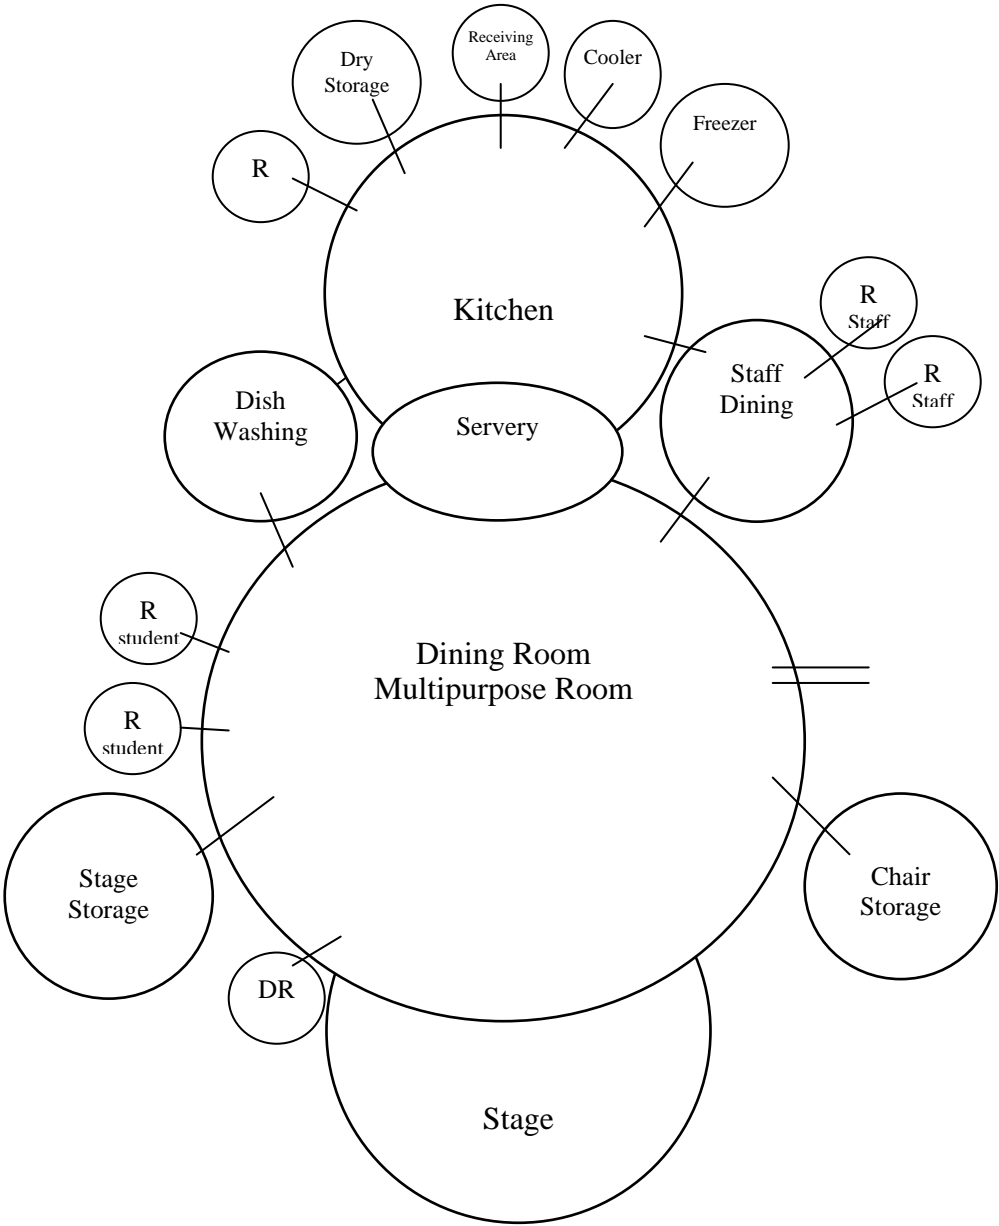 Receiving
Area
Dry
Storage
Cooler
Freezer
R
Kitchen
R
Staff
R
Staff
Staff
Dining
Dish
Washing
Servery
R
student
Dining Room
Multipurpose Room
R
student
Stage
Storage
Chair
Storage
DR
Stage